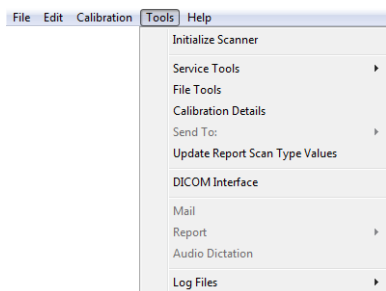 File Edit Calibration Tools Help
Initialize Scanner
Service Tools
File Tools
Calibration Details
Send To:
Update Report Scan Type Values
DICOM Interface
Mail
Report
Audio Dictation
Log Files